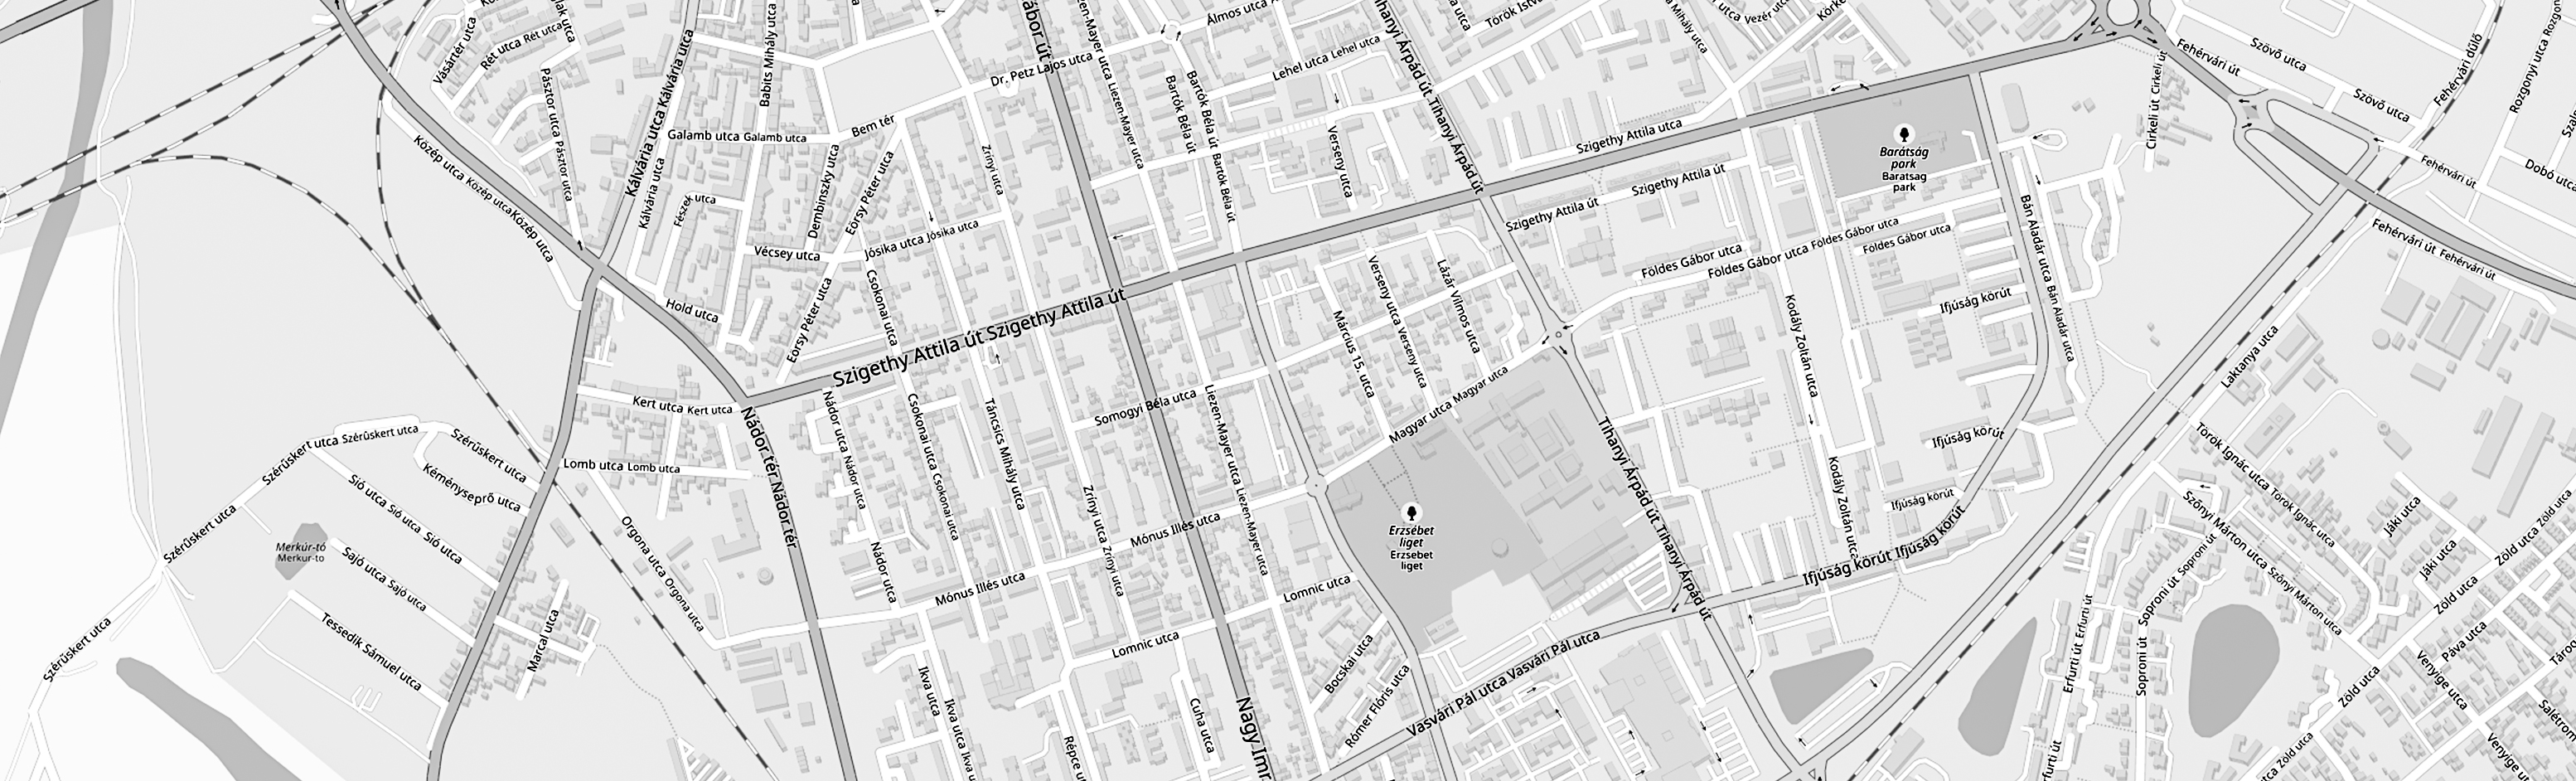 Vásártér utca
Rét utca Rét utca
Pásztor utca Pásztor utca
Kálvária utca Kálvária utca
Kálvária utca
Babits Mihály utca
Galamb utca Galamb utca
Bem tér
Dr. Petz Lajos utca
Liezen-Mayer utca
Álmos utca
Lehel utca Lehel utca
Bartók Béla út
Bartók Béla út Bartók Béla út
Verseny utca
Tihanyi Árpád út Tihanyi Árpád út
Szigethy Attila utca
Szigethy Attila út
Szigethy Attila út
Barátság
park
Baratsag
park
Fehérvári út
Szövő utca
Szövő utca
Fehérvári dűlő
Rozgonyi utca
Cirkeli út Cirkeli út
Fehérvári út
Dobó utca
Fehérvári út Fehérvári út
Közép utca Közép utca Közép utca
Fészek utca
Dembinszky utca
Eörsy Péter utca
Eörsy Péter utca
Vécsey utca
Jósika utca Jósika utca
Zrínyi utca
Hold utca
Csokonai utca
Szigethy Attila út Szigethy Attila út
Földes Gábor utca
Földes Gábor utca Földes Gábor utca
Földes Gábor utca
Bán Aladár utca Bán Aladár utca
Ifjúság körút
Kodály Zoltán utca
Verseny utca Verseny utca
Lázár Vilmos utca
Március 15. utca
Magyar utca Magyar utca
Laktanya utca
Kert utca Kert utca
Nádor tér Nádor tér
Nádor utca Nádor utca
Csokonai utca Csokonai utca
Táncsics Mihály utca
Somogyi Béla utca
Liezen-Mayer utca Liezen-Mayer utca
Szérűskert utca
Szérűskert utca Szérűskert utca
Szérűskert utca
Kéményseprő utca
Lomb utca Lomb utca
Sió utca Sió utca Sió utca
Szérűskert utca
Merkúr-tó
Merkur-to
Sajó utca Sajó utca
Orgona utca Orgona utca
Zrínyi utca Zrínyi utca
Mónus Illés utca
Nádor utca
Mónus Illés utca
Erzsébet
liget
Erzsebet
liget
Tihanyi Árpád út Tihanyi Árpád út
Ifjúság körút
Ifjúság körút
Kodály Zoltán utca
Ifjúság körút Ifjúság körút
Török Ignác utca Török Ignác utca
Szőnyi Márton utca Szőnyi Márton utca
Jáki utca
Jáki utca
Zöld utca Zöld utca
Zöld utca
Soproni út Soproni út
Soproni út
Erfurti út Erfurti út
Páva utca
Venyige utca
Zöld utca
Tessedik Sámuel utca
Marcal utca
Szérűskert utca
Lomnic utca
Lomnic utca
Bocskai utca
Rómer Flóris utca
Vasvári Pál utca Vasvári Pál utca
Ikva utca
Ikva utca Ikva u
Cuha utca
Répce u
Nagy Imr